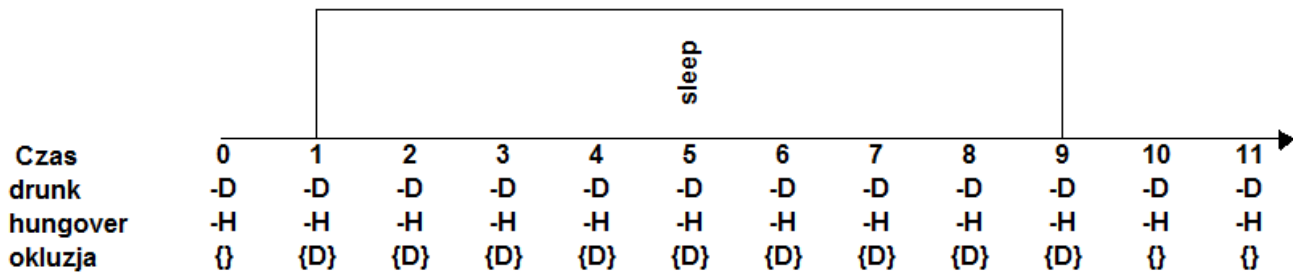 sleep
Czas 0 1 2 3 4 5 6 7 8 9 10 11
drunk -D -D -D -D -D -D -D -D -D -D -D -D
hungover -H -H -H -H -H -H -H -H -H -H -H -H
okluzja {} {D} {D} {D} {D} {D} {D} {D} {D} {D} {} {}